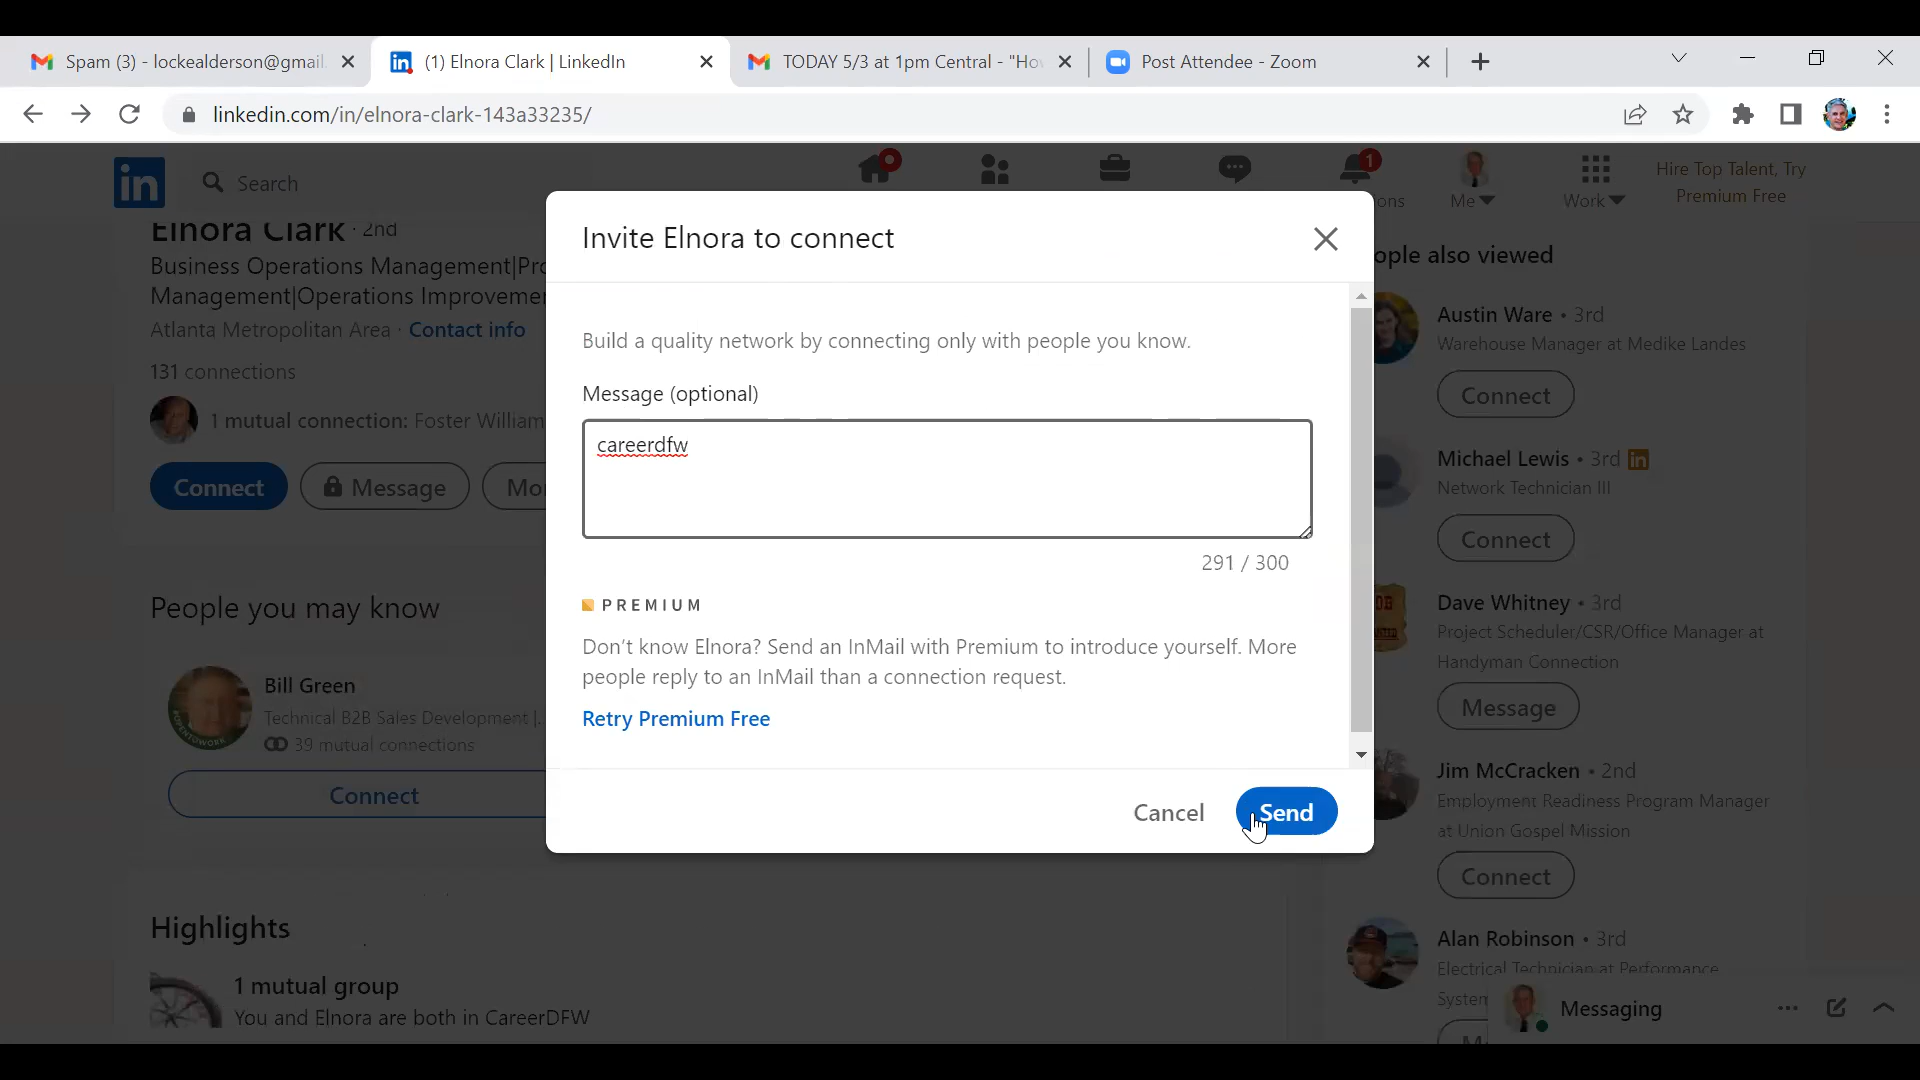 Spam (3) - lockealderson@gmail.
(1) Elnora Clark | LinkedIn
TODAY 5/3 at 1pm Central - "Ho
Post Attendee - Zoom
linkedin.com/in/elnora-clark-143a33235/
in
Search
1
ons
Me
Work
Hire Top Talent, Try
Premium Free
Elnora Clark · 2nd
Business Operations Management|Pro
Management|Operations Improvemen
Atlanta Metropolitan Area · Contact info
131 connections
1 mutual connection: Foster William
Connect
Message
Mo
People you may know
Bill Green
Technical B2B Sales Development |.
39 mutual connections
Connect
Highlights
1 mutual group
You and Elnora are both in CareerDFW
Invite Elnora to connect
Build a quality network by connecting only with people you know.
Message (optional)
careerdfw
291 / 300
PREMIUM
Don't know Elnora? Send an InMail with Premium to introduce yourself. More
people reply to an InMail than a connection request.
Retry Premium Free
Cancel
Send
ople also viewed
Austin Ware • 3rd
Warehouse Manager at Medike Landes
Connect
Michael Lewis • 3rd in
Network Technician III
Connect
Dave Whitney • 3rd
Project Scheduler/CSR/Office Manager at
Handyman Connection
Message
Jim McCracken • 2nd
Employment Readiness Program Manager
at Union Gospel Mission
Connect
Alan Robinson • 3rd
Electrical Technician at Performance
System
Messaging